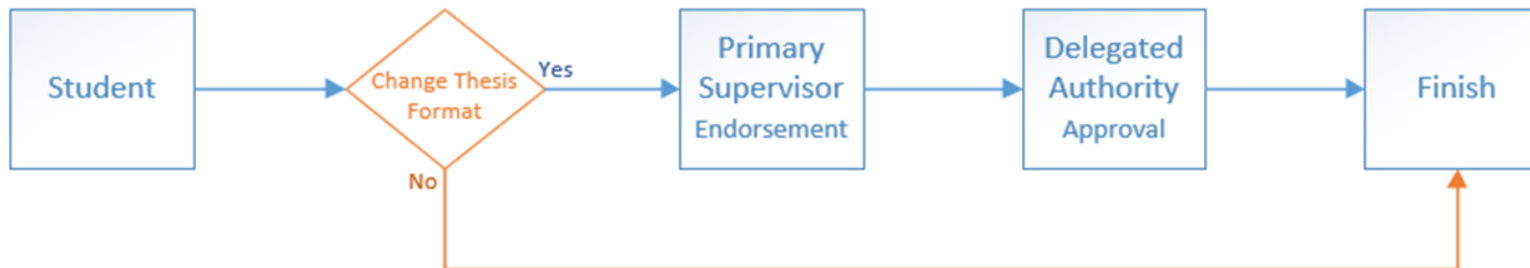 Student
Change Thesis
Format
Yes
No
Primary
Supervisor
Endorsement
Delegated
Authority
Approval
Finish